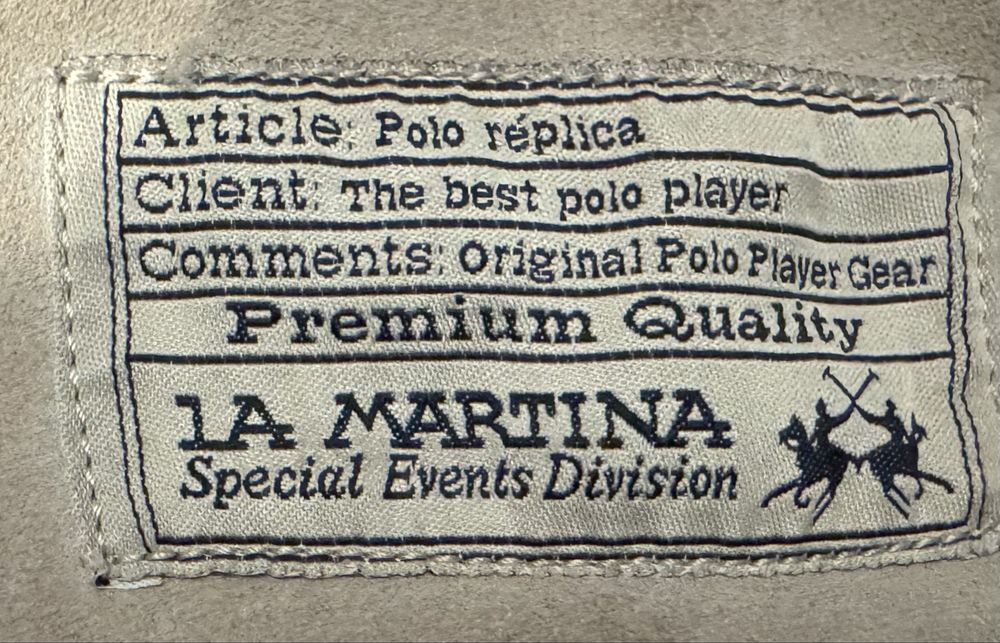 Article: Polo réplica
Client: The best polo player
Comments: Original Polo Player Gear
Premium Quality
LA MARTINA
Special Events Division